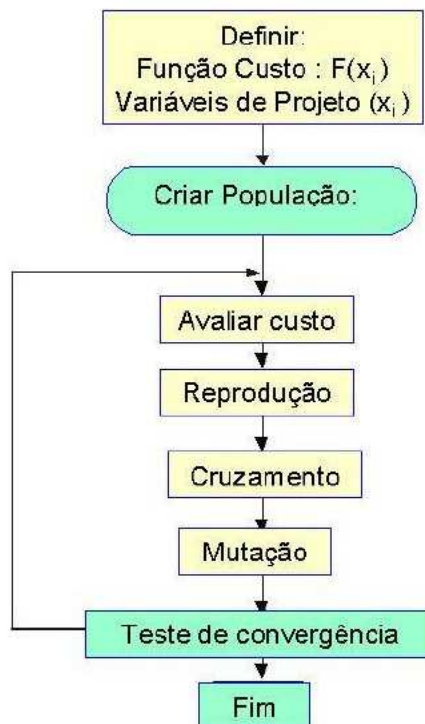 Definir:
Função Custo : F(xᵢ)
Variáveis de Projeto (xᵢ)
Criar População:
Avaliar custo
Reprodução
Cruzamento
Mutação
Teste de convergência
Fim